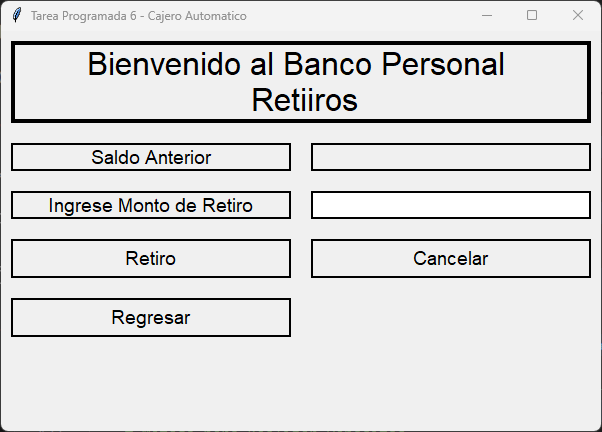 Tarea Programada 6 - Cajero Automatico
Bienvenido al Banco Personal
Retiiros
Saldo Anterior
Ingrese Monto de Retiro
Retiro
Cancelar
Regresar